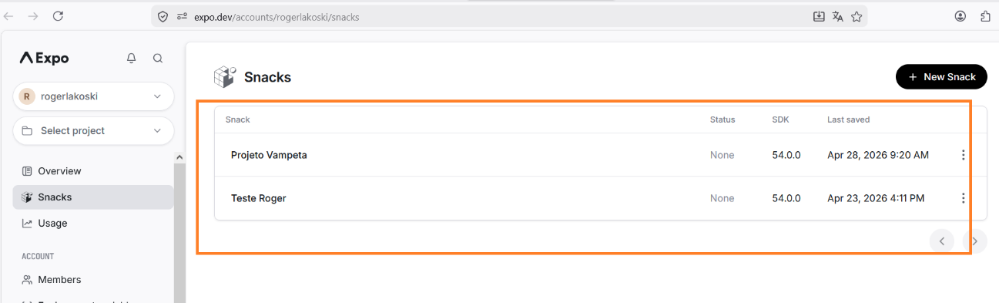 expo.dev/accounts/rogerlakoski/snacks
Expo
R rogerlakoski
Select project
Overview
Snacks
Usage
ACCOUNT
Members
Snacks
+ New Snack
Snack Status SDK Last saved
Projeto Vampeta None 54.0.0 Apr 28, 2026 9:20 AM
Teste Roger None 54.0.0 Apr 23, 2026 4:11 PM